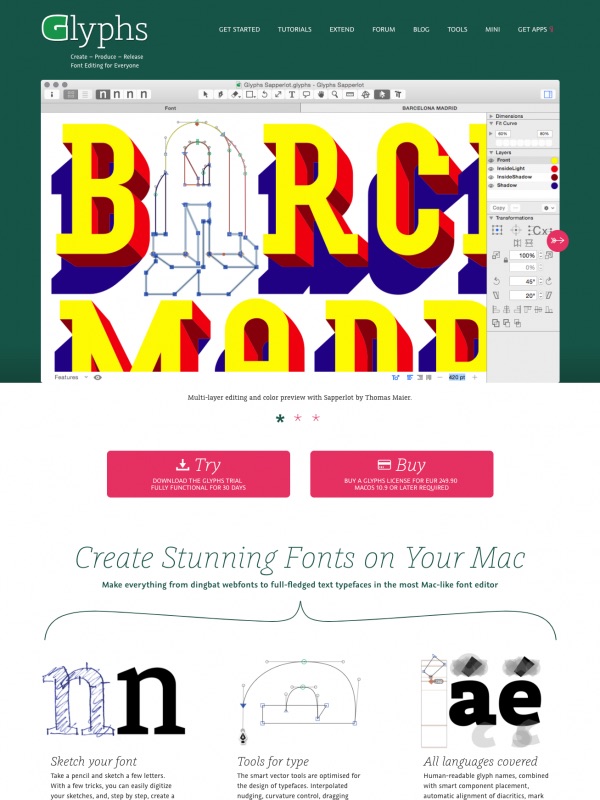 Glyphs
Create – Produce – Release
Font Editing for Everyone
GET STARTED TUTORIALS EXTEND FORUM BLOG TOOLS MINI GET APPS
Glyphs Sapperlot.glyphs - Glyphs Sapperlot
n n n n
Font BARCELONA MADRID
BARCE
MADR
Dimensions
Fit Curve
60% 80%
Layers
Front
InsideLight
InsideShadow
Shadow
Copy
Transformations
100%
0%
45°
20°
Features
420 pt
Multi-layer editing and color preview with Sapperlot by Thomas Maier.
* * *
Try
DOWNLOAD THE GLYPHS TRIAL
FULLY FUNCTIONAL FOR 30 DAYS
Buy
BUY A GLYPHS LICENSE FOR EUR 249.90
MACOS 10.9 OR LATER REQUIRED
Create Stunning Fonts on Your Mac
Make everything from dingbat webfonts to full-fledged text typefaces in the most Mac-like font editor
nn
äë
Sketch your font
Take a pencil and sketch a few letters.
With a few tricks, you can easily digitize
your sketches, and, step by step, create a
Tools for type
The smart vector tools are optimised for
the design of typefaces. Interpolated
nudging, curvature control, dragging
All languages covered
Human-readable glyph names, combined
with smart component placement,
automatic alignment of diacritics, mark